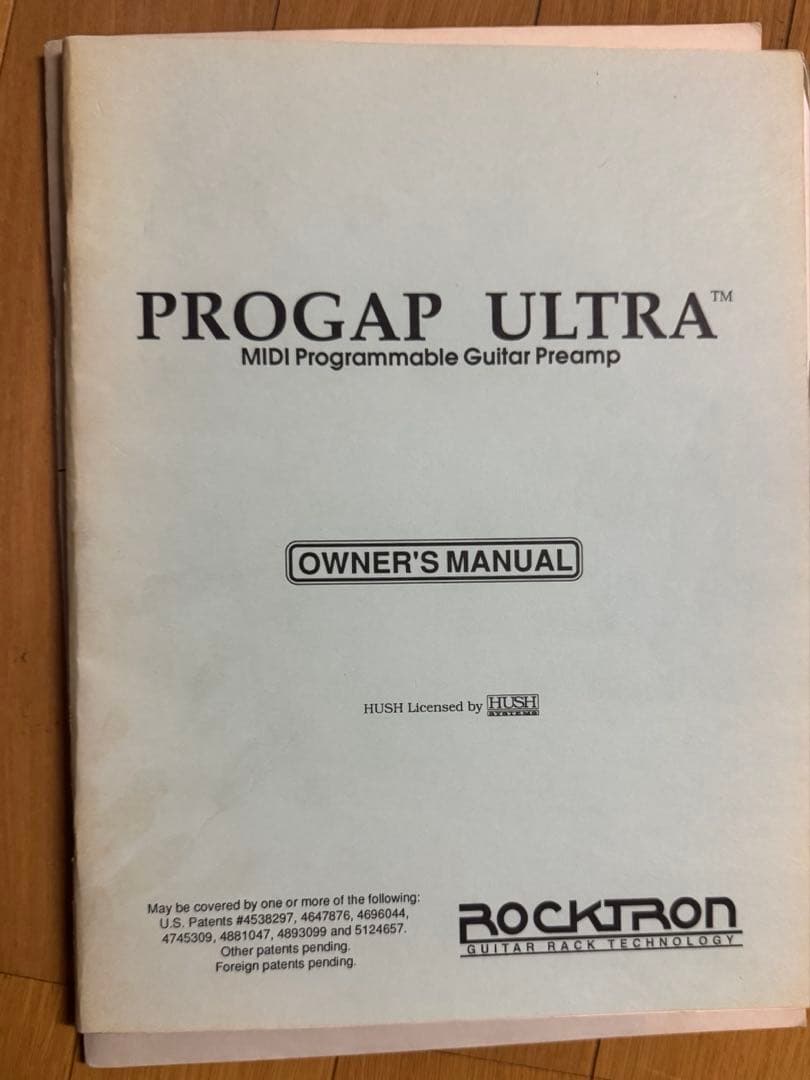 PROGAP ULTRA™
MIDI Programmable Guitar Preamp
OWNER'S MANUAL
HUSH Licensed by HUSH
SYSTEMS
May be covered by one or more of the following:
U.S. Patents #4538297, 4647876, 4696044,
4745309, 4881047, 4893099 and 5124657.
Other patents pending.
Foreign patents pending.
ROCKTRON
GUITAR RACK TECHNOLOGY